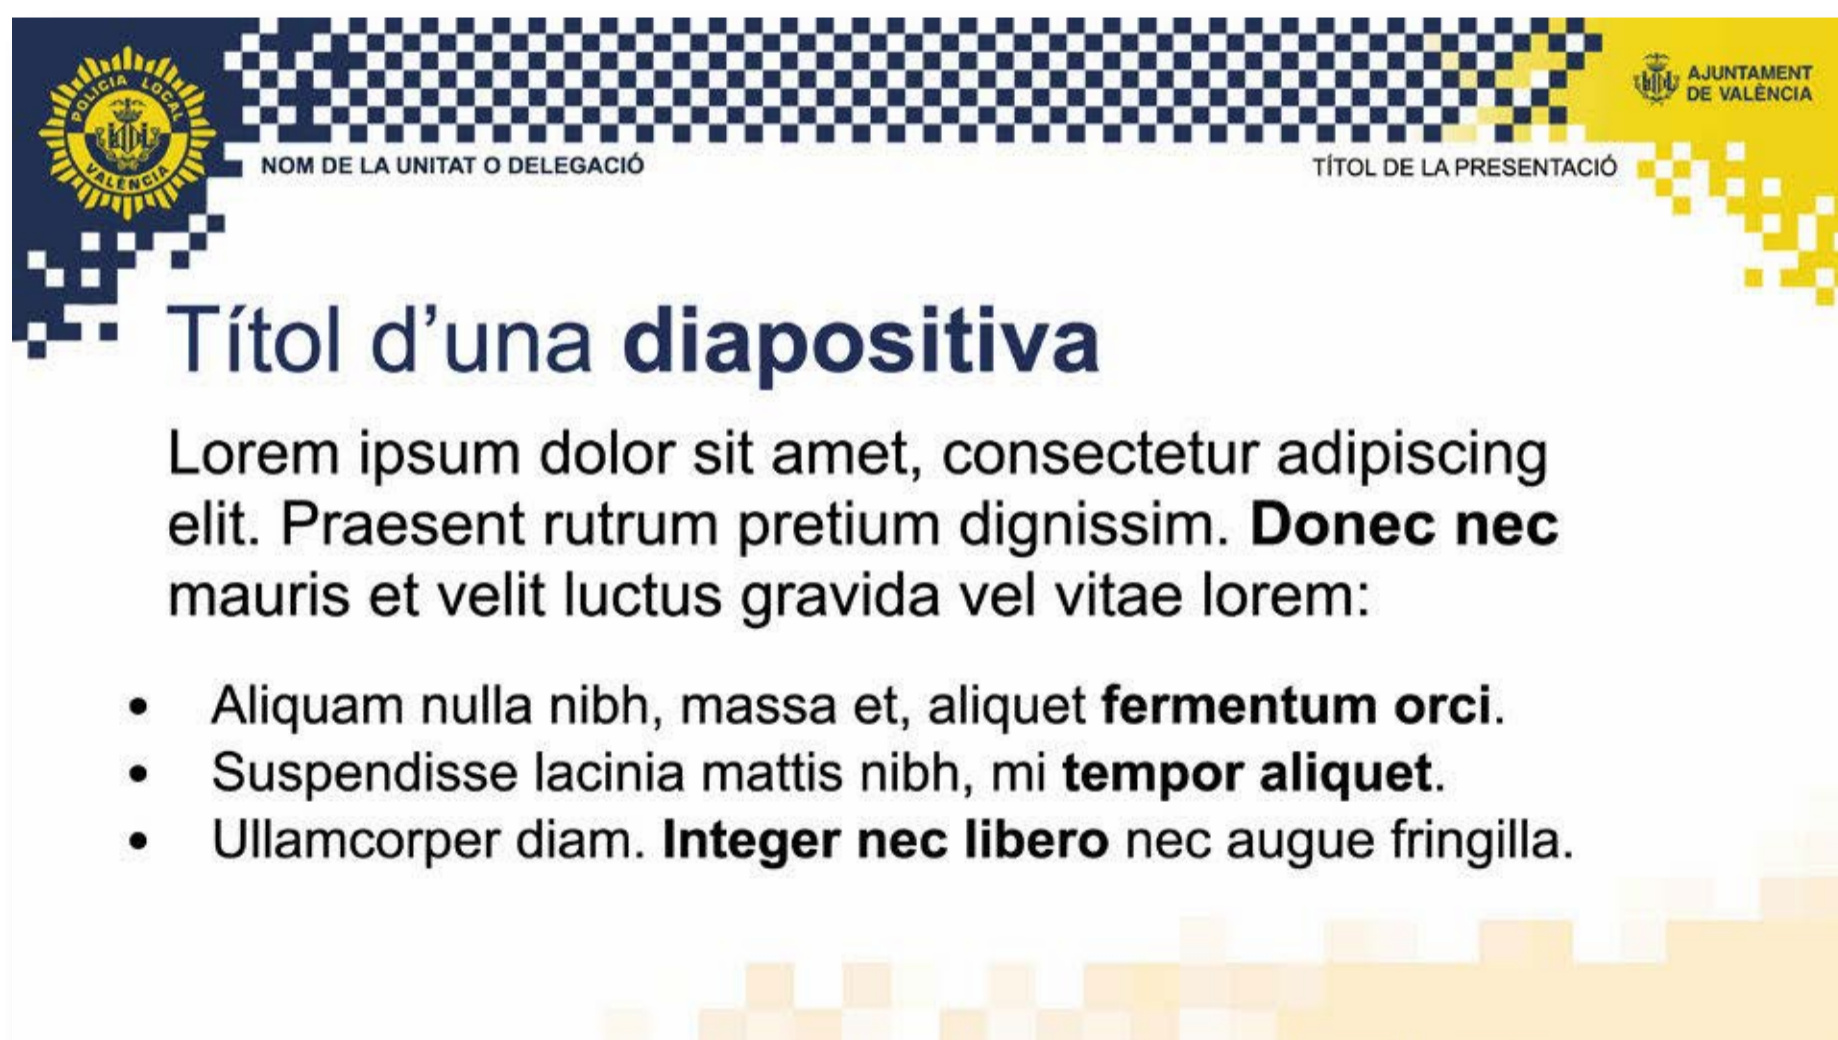 POLICIA LOCAL
VALÈNCIA
AJUNTAMENT
DE VALÈNCIA
NOM DE LA UNITAT O DELEGACIÓ
TÍTOL DE LA PRESENTACIÓ
Títol d’una diapositiva
Lorem ipsum dolor sit amet, consectetur adipiscing
elit. Praesent rutrum pretium dignissim. Donec nec
mauris et velit luctus gravida vel vitae lorem:
• Aliquam nulla nibh, massa et, aliquet fermentum orci.
• Suspendisse lacinia mattis nibh, mi tempor aliquet.
• Ullamcorper diam. Integer nec libero nec augue fringilla.